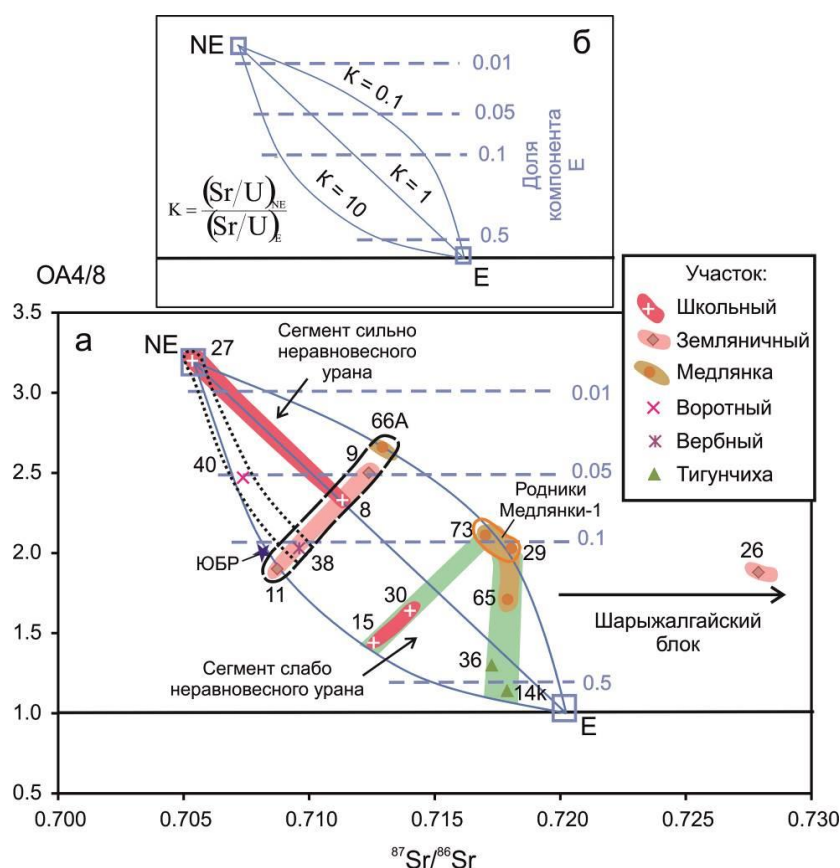 б
NE
0.01
K = 0.1
0.05
0.1
K = 1
K = 10
0.5
Доля
компонента
E
K = (Sr/U)NE
(Sr/U)E
E
OA4/8
а
3.5
3.0
2.5
2.0
1.5
1.0
0.5
NE
27
Сегмент сильно
неравновесного
урана
0.01
66А
9
40
8
0.05
Родники
Медлянки-1
73
0.1
29
ЮБР
38
11
26
65
Шарыжалгайский
блок
30
15
36
Сегмент слабо
неравновесного урана
14k
0.5
E
Участок:
Школьный
Земляничный
Медлянка
Воротный
Вербный
Тигунчиха
0.700
0.705
0.710
0.715
0.720
0.725
0.730
87Sr/86Sr